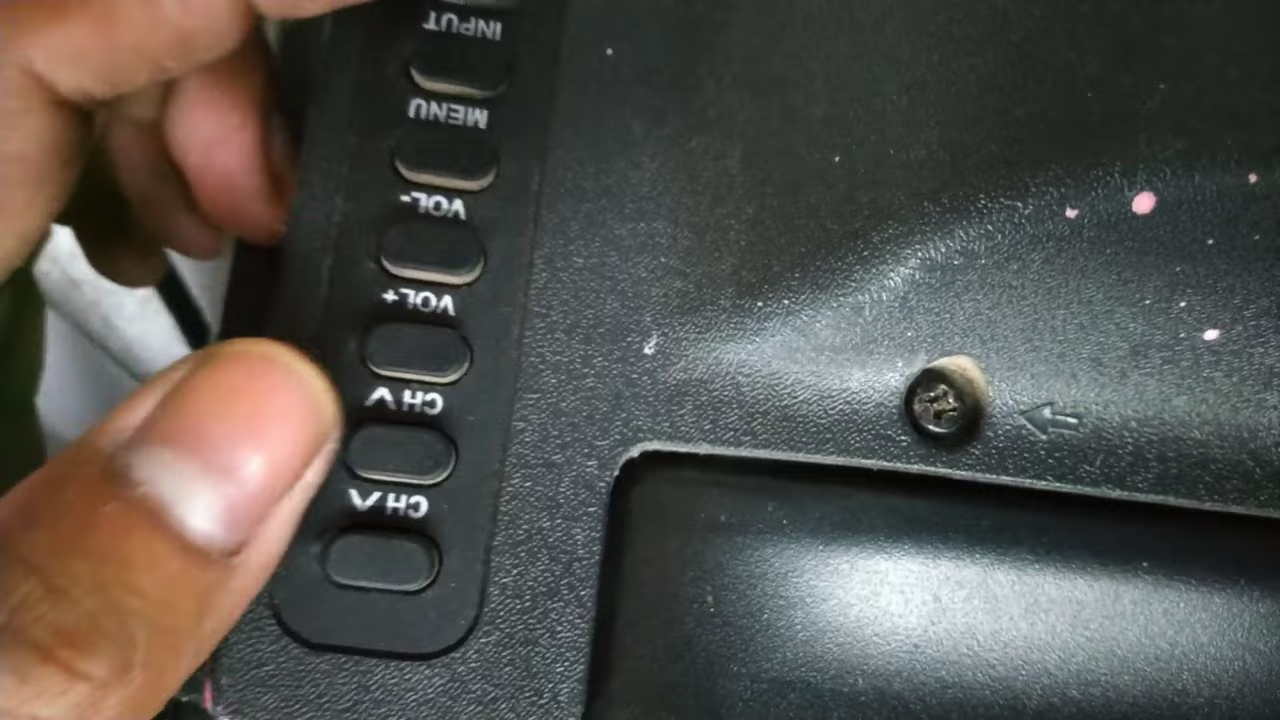 CH∧
CH∨
VOL+
VOL-
MENU
INPUT